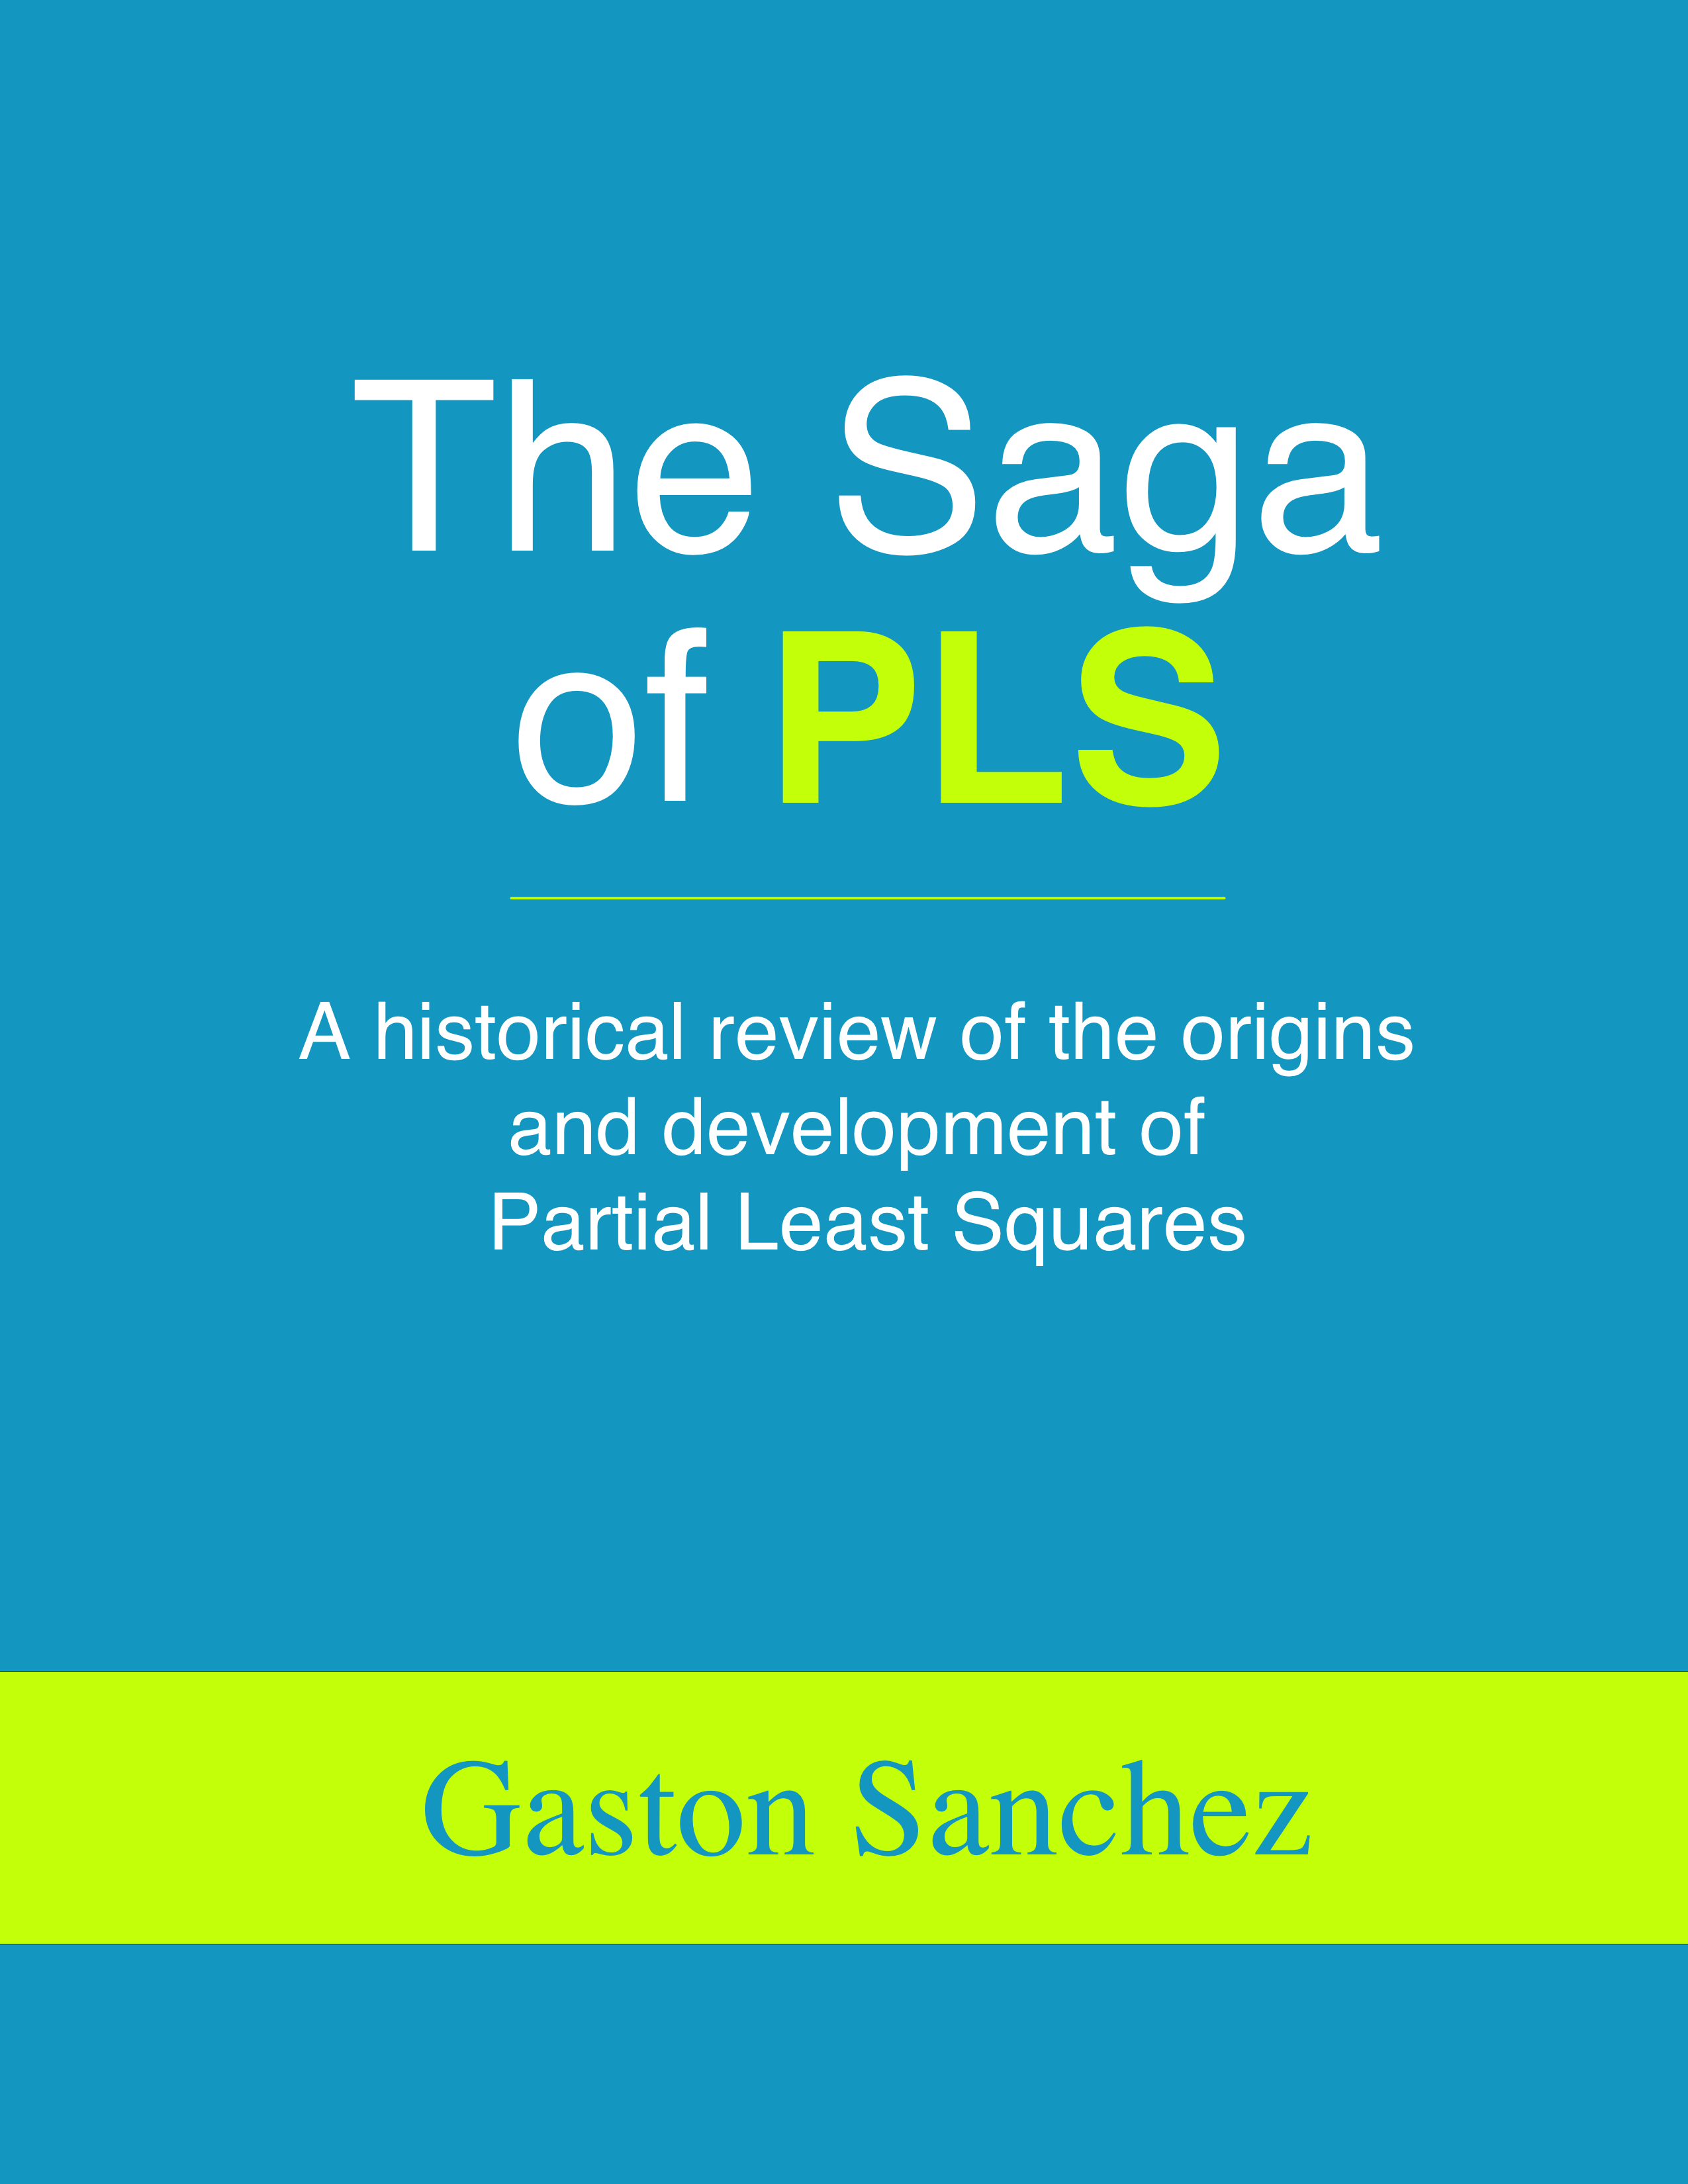 The Saga
of PLS
A historical review of the origins
and development of
Partial Least Squares
Gaston Sanchez